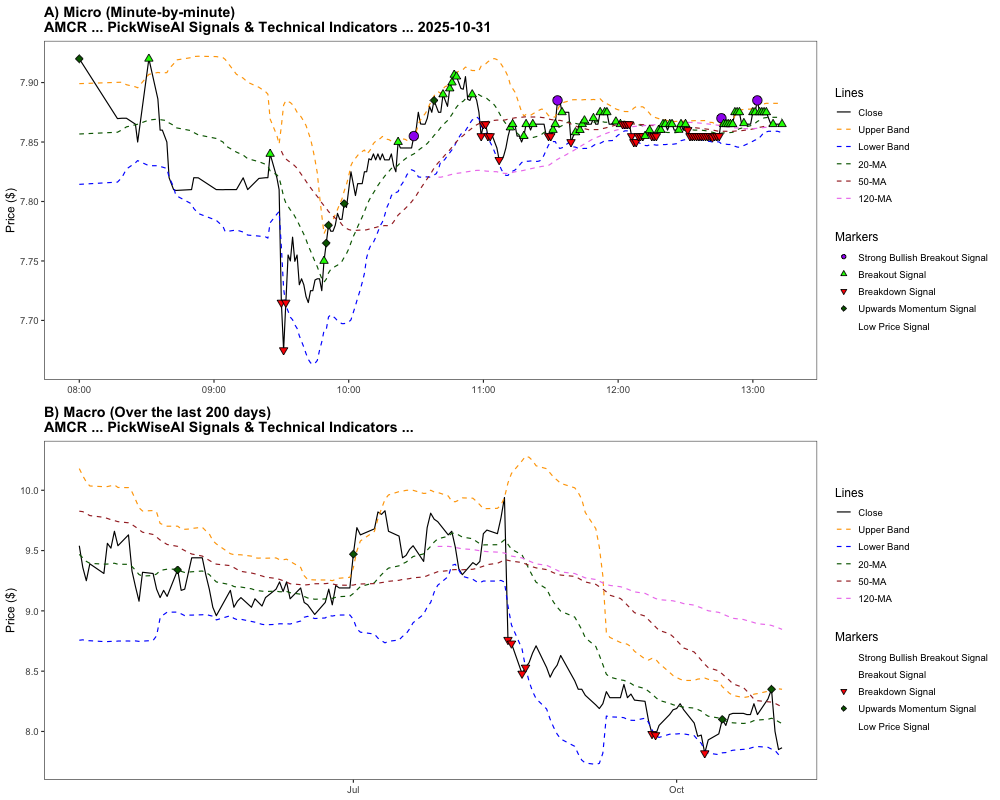 A) Micro (Minute-by-minute)
AMCR ... PickWiseAI Signals & Technical Indicators ... 2025-10-31
Price ($)
7.90
7.85
7.80
7.75
7.70
08:00
09:00
10:00
11:00
12:00
13:00
Lines
Close
Upper Band
Lower Band
20-MA
50-MA
120-MA
Markers
Strong Bullish Breakout Signal
Breakout Signal
Breakdown Signal
Upwards Momentum Signal
Low Price Signal
B) Macro (Over the last 200 days)
AMCR ... PickWiseAI Signals & Technical Indicators ...
Price ($)
10.0
9.5
9.0
8.5
8.0
Jul
Oct
Lines
Close
Upper Band
Lower Band
20-MA
50-MA
120-MA
Markers
Strong Bullish Breakout Signal
Breakout Signal
Breakdown Signal
Upwards Momentum Signal
Low Price Signal